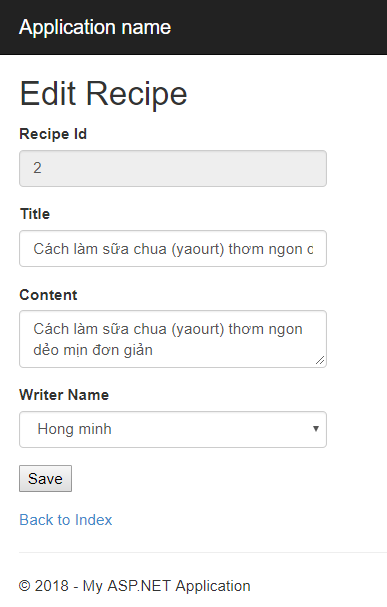 Application name
Edit Recipe
Recipe Id
2
Title
Cách làm sữa chua (yaourt) thơm ngon d
Content
Cách làm sữa chua (yaourt) thơm ngon
dẻo mịn đơn giản
Writer Name
Hong minh
Save
Back to Index
© 2018 - My ASP.NET Application